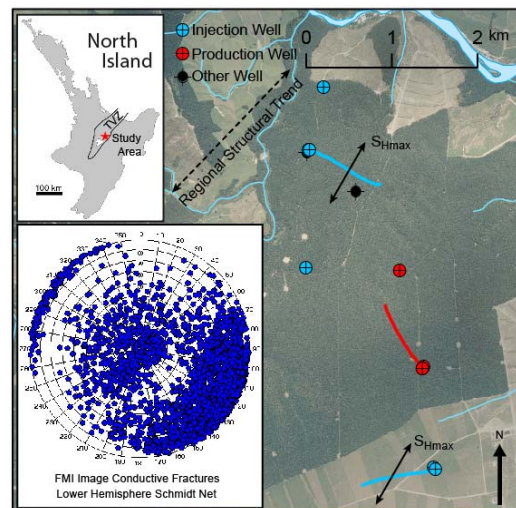 North
Island
TVZ
Study
Area
100 km
Injection Well
Production Well
Other Well
0 1 2 km
Regional Structural Trend
SHmax
SHmax
N
FMI Image Conductive Fractures
Lower Hemisphere Schmidt Net